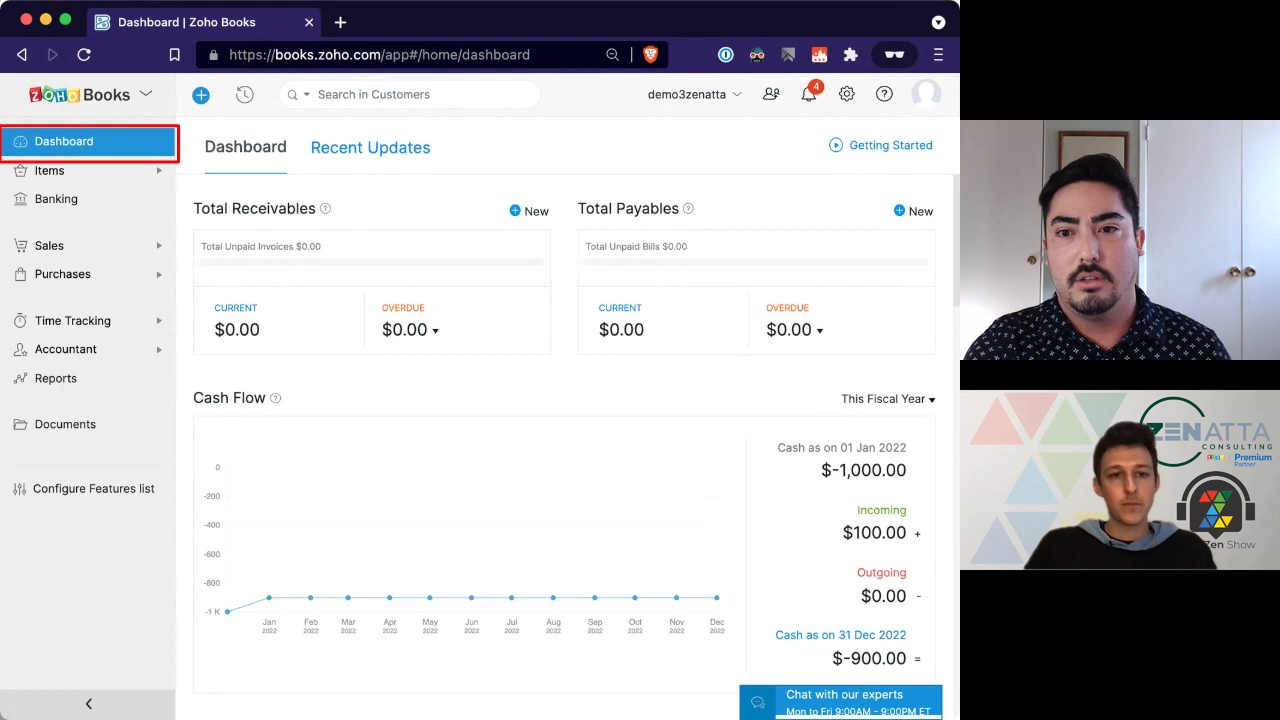 Dashboard | Zoho Books
https://books.zoho.com/app#/home/dashboard
ZOHO Books
Search in Customers
demo3zenatta
4
Dashboard
Items
Banking
Sales
Purchases
Time Tracking
Accountant
Reports
Documents
Configure Features list
Dashboard
Recent Updates
Getting Started
Total Receivables
New
Total Unpaid Invoices $0.00
CURRENT
$0.00
OVERDUE
$0.00
Total Payables
New
Total Unpaid Bills $0.00
CURRENT
$0.00
OVERDUE
$0.00
Cash Flow
This Fiscal Year
0
-200
-400
-600
-800
-1 K
Jan 2022
Feb 2022
Mar 2022
Apr 2022
May 2022
Jun 2022
Jul 2022
Aug 2022
Sep 2022
Oct 2022
Nov 2022
Dec 2022
Cash as on 01 Jan 2022
$-1,000.00
Incoming
$100.00 +
Outgoing
$0.00 -
Cash as on 31 Dec 2022
$-900.00 =
Chat with our experts
Mon to Fri 9:00AM - 9:00PM ET
ZENATTA
CONSULTING
ZOHO Premium
Partner
Zen Show